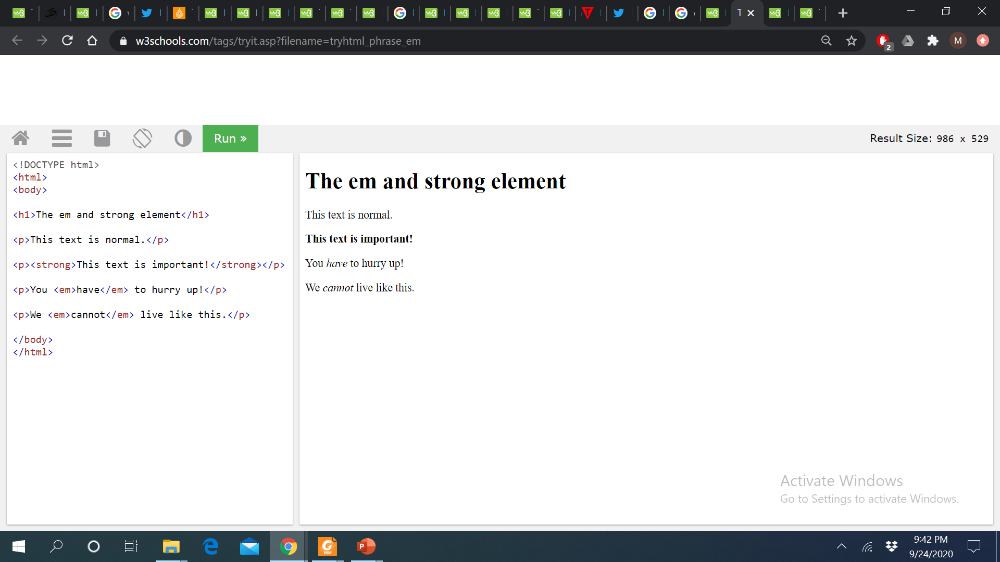 w3schools.com/tags/tryit.asp?filename=tryhtml_phrase_em
M
2
Run »
Result Size: 986 x 529
<!DOCTYPE html>
<html>
<body>
<h1>The em and strong element</h1>
<p>This text is normal.</p>
<p><strong>This text is important!</strong></p>
<p>You <em>have</em> to hurry up!</p>
<p>We <em>cannot</em> live like this.</p>
</body>
</html>
The em and strong element
This text is normal.
This text is important!
You have to hurry up!
We cannot live like this.
Activate Windows
Go to Settings to activate Windows.
PDF
P
9:42 PM
9/24/2020